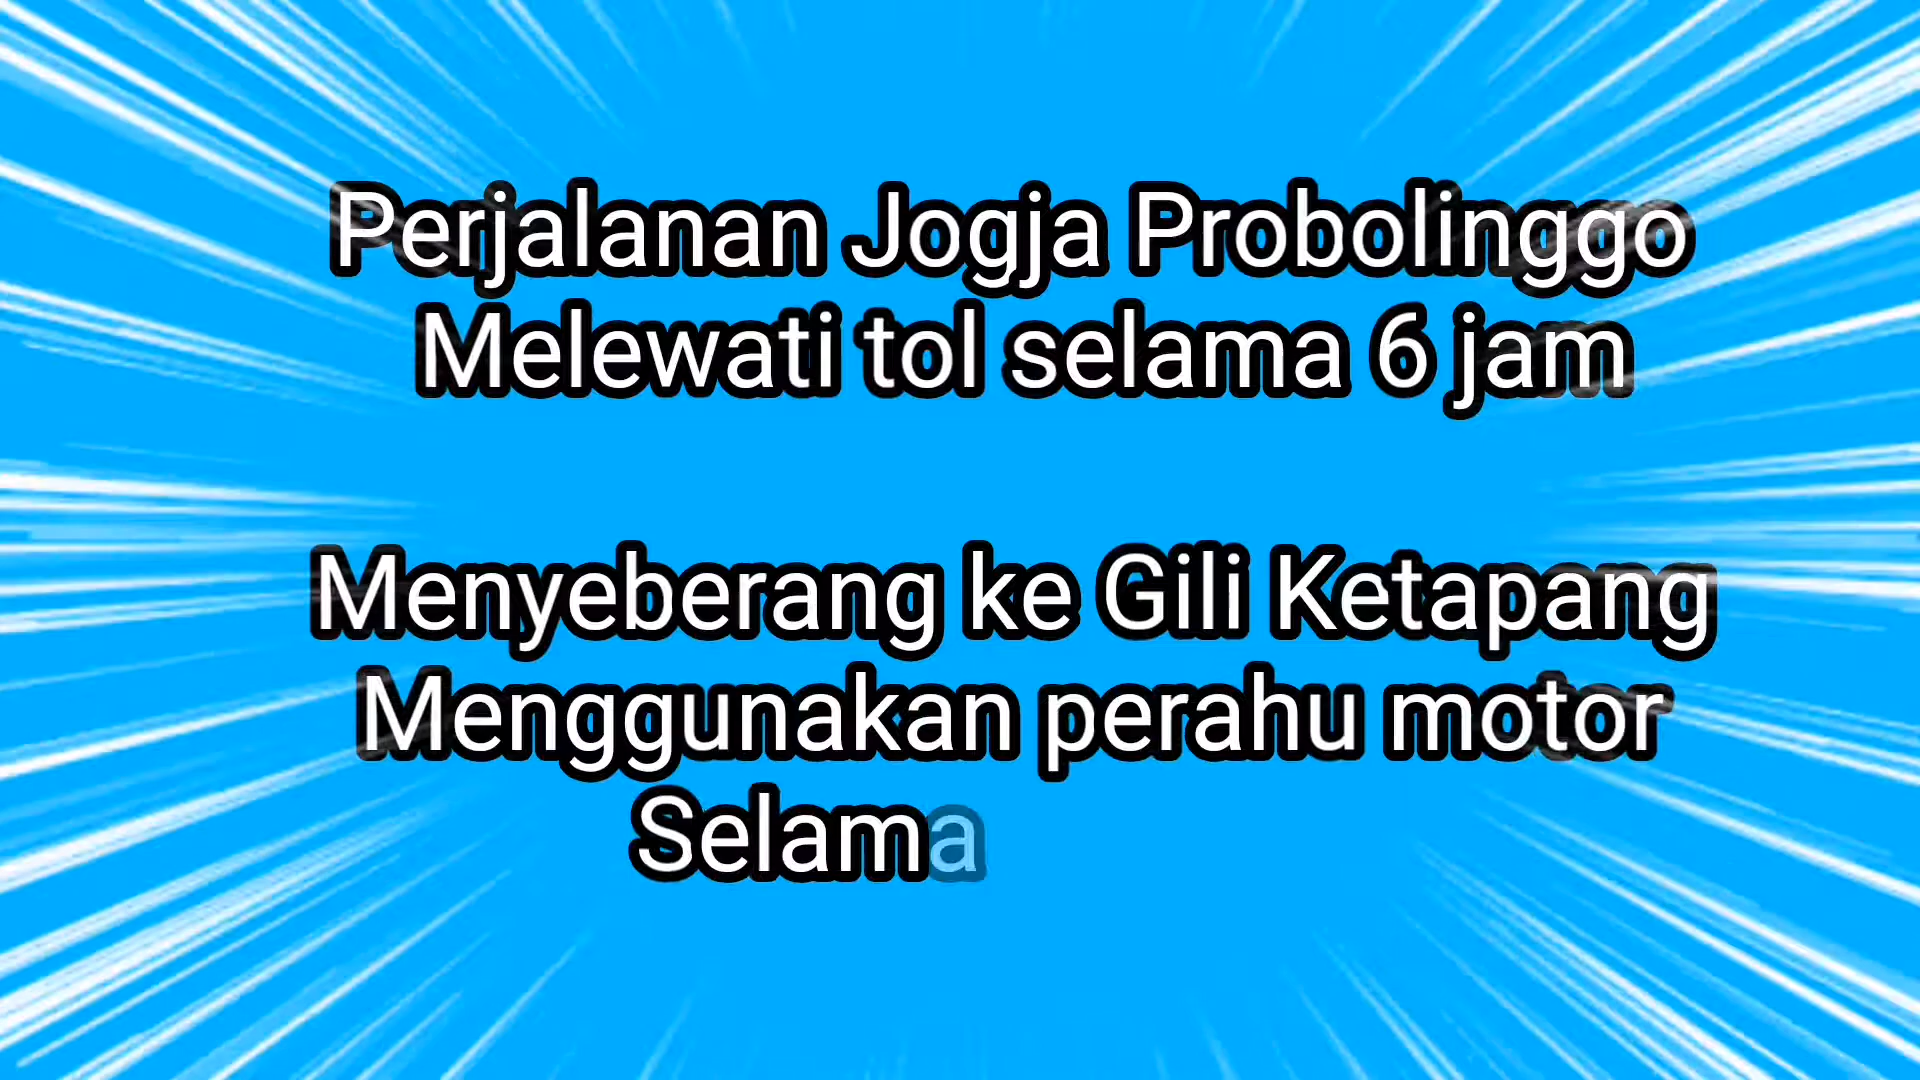 Perjalanan Jogja Probolinggo
Melewati tol selama 6 jam
Menyeberang ke Gili Ketapang
Menggunakan perahu motor
Selama